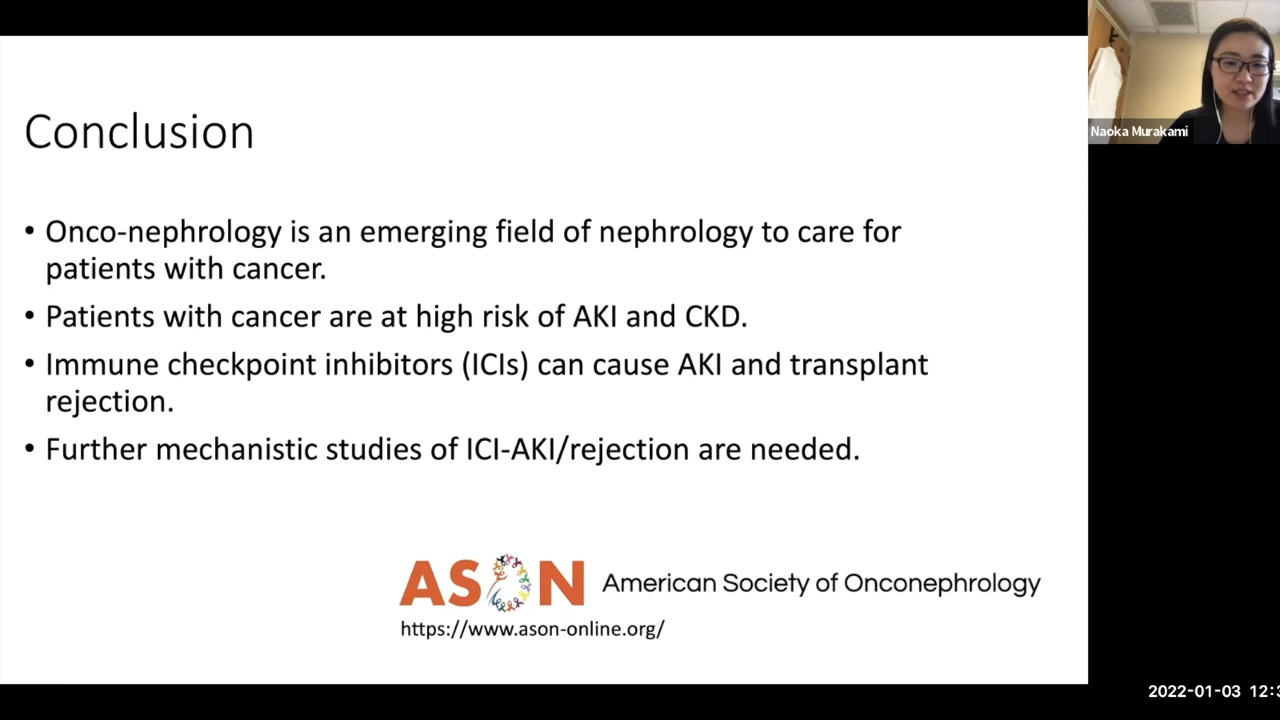 Conclusion
• Onco-nephrology is an emerging field of nephrology to care for
patients with cancer.
• Patients with cancer are at high risk of AKI and CKD.
• Immune checkpoint inhibitors (ICIs) can cause AKI and transplant
rejection.
• Further mechanistic studies of ICI-AKI/rejection are needed.
ASON American Society of Onconephrology
https://www.ason-online.org/
Naoka Murakami
2022-01-03 12:3